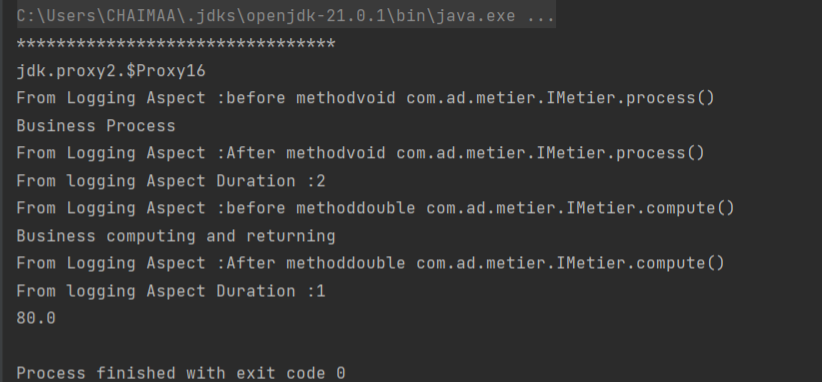 C:\Users\CHAIMAA\.jdks\openjdk-21.0.1\bin\java.exe ...
********************************
jdk.proxy2.$Proxy16
From Logging Aspect :before methodvoid com.ad.metier.IMetier.process()
Business Process
From Logging Aspect :After methodvoid com.ad.metier.IMetier.process()
From logging Aspect Duration :2
From Logging Aspect :before methoddouble com.ad.metier.IMetier.compute()
Business computing and returning
From Logging Aspect :After methoddouble com.ad.metier.IMetier.compute()
From logging Aspect Duration :1
80.0
Process finished with exit code 0